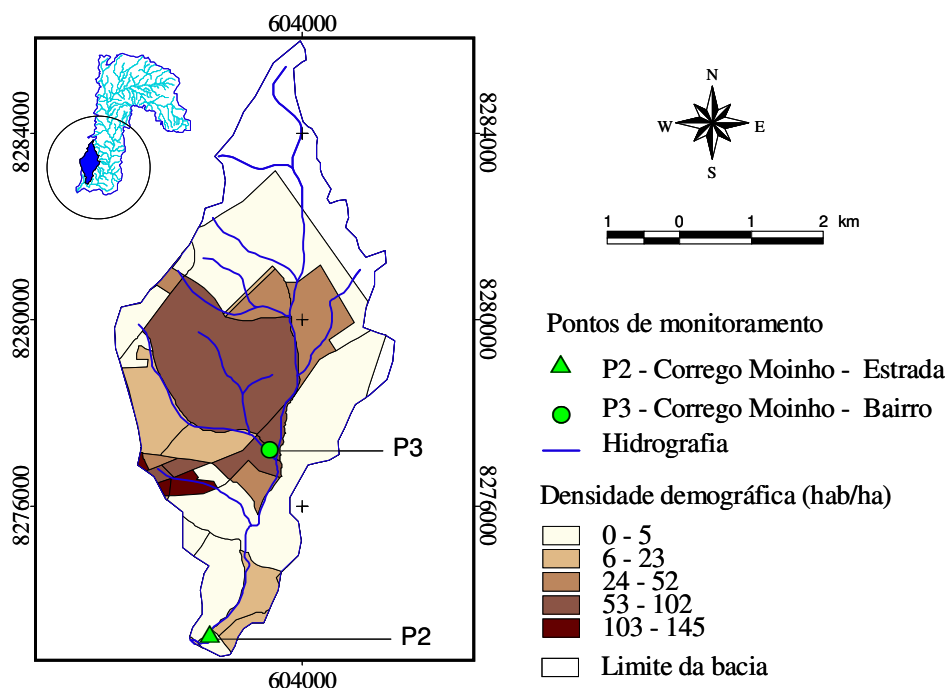 604000
8284000
8284000
N
W
E
S
1 0 1 2 km
8280000
8280000
Pontos de monitoramento
P2 - Corrego Moinho - Estrada
P3 - Corrego Moinho - Bairro
Hidrografia
P3
8276000
8276000
Densidade demográfica (hab/ha)
0 - 5
6 - 23
24 - 52
53 - 102
103 - 145
Limite da bacia
P2
604000